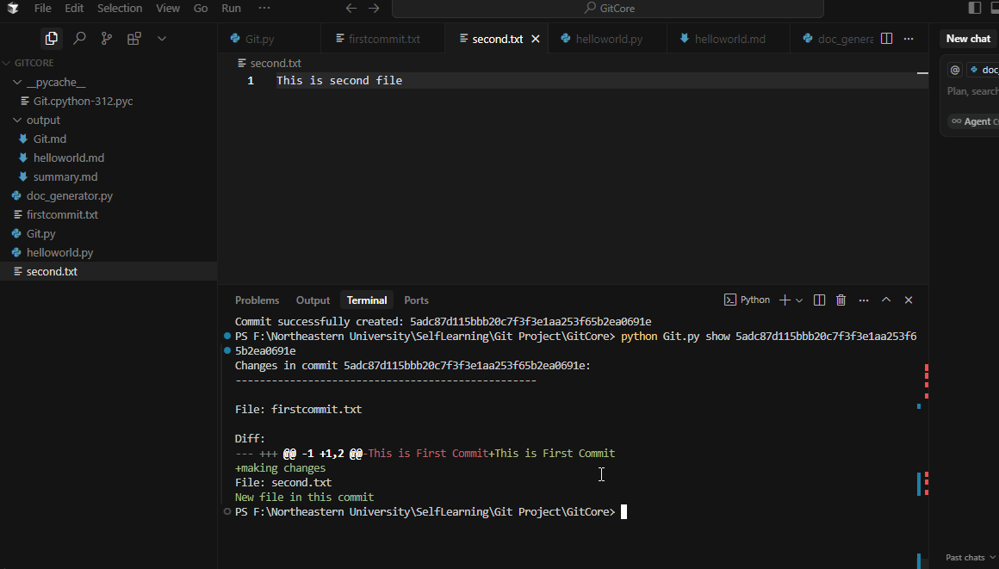 File Edit Selection View Go Run ··· ← → GitCore
Git.py firstcommit.txt second.txt helloworld.py helloworld.md doc_genera ··· New chat
GITCORE
__pycache__
Git.cpython-312.pyc
output
Git.md
helloworld.md
summary.md
doc_generator.py
firstcommit.txt
Git.py
helloworld.py
second.txt
second.txt
1 This is second file
@ doc_
Plan, search
∞ Agent C
Problems Output Terminal Ports Python
Commit successfully created: 5adc87d115bbb20c7f3f3e1aa253f65b2ea0691e
PS F:\Northeastern University\SelfLearning\Git Project\GitCore> python Git.py show 5adc87d115bbb20c7f3f3e1aa253f6
5b2ea0691e
Changes in commit 5adc87d115bbb20c7f3f3e1aa253f65b2ea0691e:
--------------------------------------------------
File: firstcommit.txt
Diff:
--- +++ @@ -1 +1,2 @@-This is First Commit+This is First Commit
+making changes
File: second.txt
New file in this commit
PS F:\Northeastern University\SelfLearning\Git Project\GitCore>
Past chats